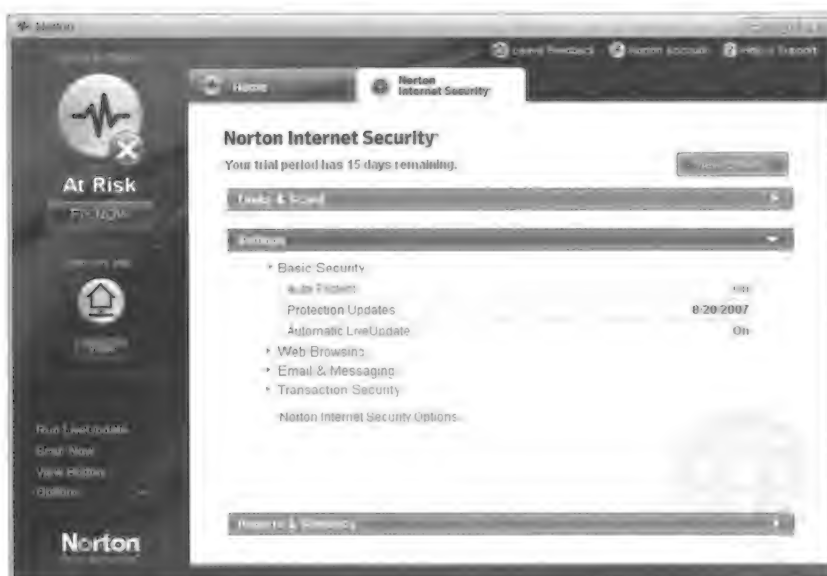 Norton
Leave Feedback Norton Account Help & Support
Home
Norton
Internet Security
At Risk
Fix Now
Norton Internet Security
Your trial period has 15 days remaining.
Tasks & Scans
Settings
Basic Security
Auto Protect On
Protection Updates 8-20-2007
Automatic LiveUpdate On
Web Browsing
Email & Messaging
Transaction Security
Norton Internet Security Options
Reports & Statistics
Run LiveUpdate
Scan Now
View History
Options
Norton